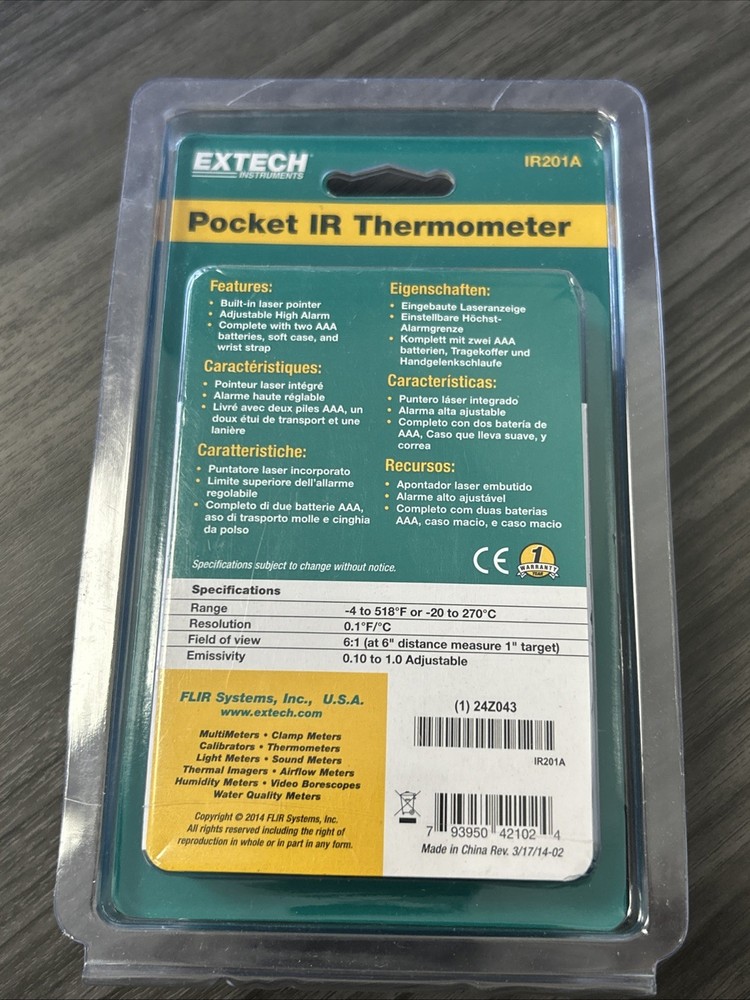 EXTECH
INSTRUMENTS
IR201A
Pocket IR Thermometer
Features:
• Built-in laser pointer
• Adjustable High Alarm
• Complete with two AAA
batteries, soft case, and
wrist strap
Caractéristiques:
• Pointeur laser intégré
• Alarme haute réglable
• Livré avec deux piles AAA, un
doux étui de transport et une
lanière
Caratteristiche:
• Puntatore laser incorporato
• Limite superiore dell'allarme
regolabile
• Completo di due batterie AAA,
aso di trasporto molle e cinghia
da polso
Eigenschaften:
• Eingebaute Laseranzeige
• Einstellbare Höchst-
Alarmgrenze
• Komplett mit zwei AAA
batterien, Tragekoffer und
Handgelenkschlaufe
Características:
• Puntero láser integrado
• Alarma alta ajustable
• Completo con dos batería de
AAA, Caso que lleva suave, y
correa
Recursos:
• Apontador laser embutido
• Alarme alto ajustável
• Completo com duas baterias
AAA, caso macio, e caso macio
Specifications subject to change without notice.
CE
1
WARRANTY
YEAR
Specifications
Range -4 to 518°F or -20 to 270°C
Resolution 0.1°F/°C
Field of view 6:1 (at 6" distance measure 1" target)
Emissivity 0.10 to 1.0 Adjustable
FLIR Systems, Inc., U.S.A.
www.extech.com
MultiMeters • Clamp Meters
Calibrators • Thermometers
Light Meters • Sound Meters
Thermal Imagers • Airflow Meters
Humidity Meters • Video Borescopes
Water Quality Meters
Copyright © 2014 FLIR Systems, Inc.
All rights reserved including the right of
reproduction in whole or in part in any form.
(1) 24Z043
IR201A
7 93950 42102 4
Made in China Rev. 3/17/14-02